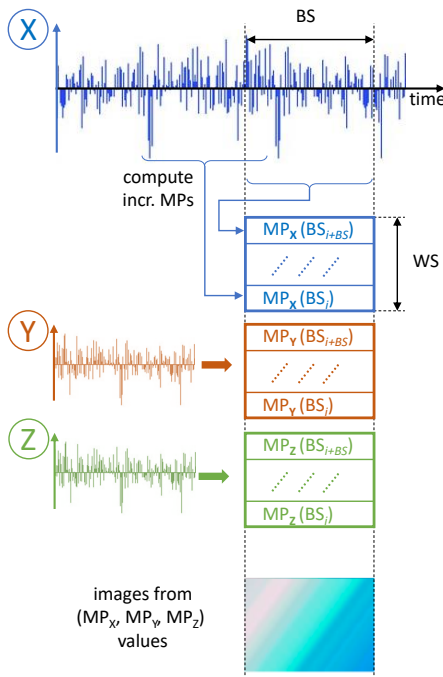 X
BS
time
compute
incr. MPs
MPX (BSi+BS)
WS
MPX (BSi)
Y
MPY (BSi+BS)
MPY (BSi)
Z
MPZ (BSi+BS)
MPZ (BSi)
images from
(MPX, MPY, MPZ)
values